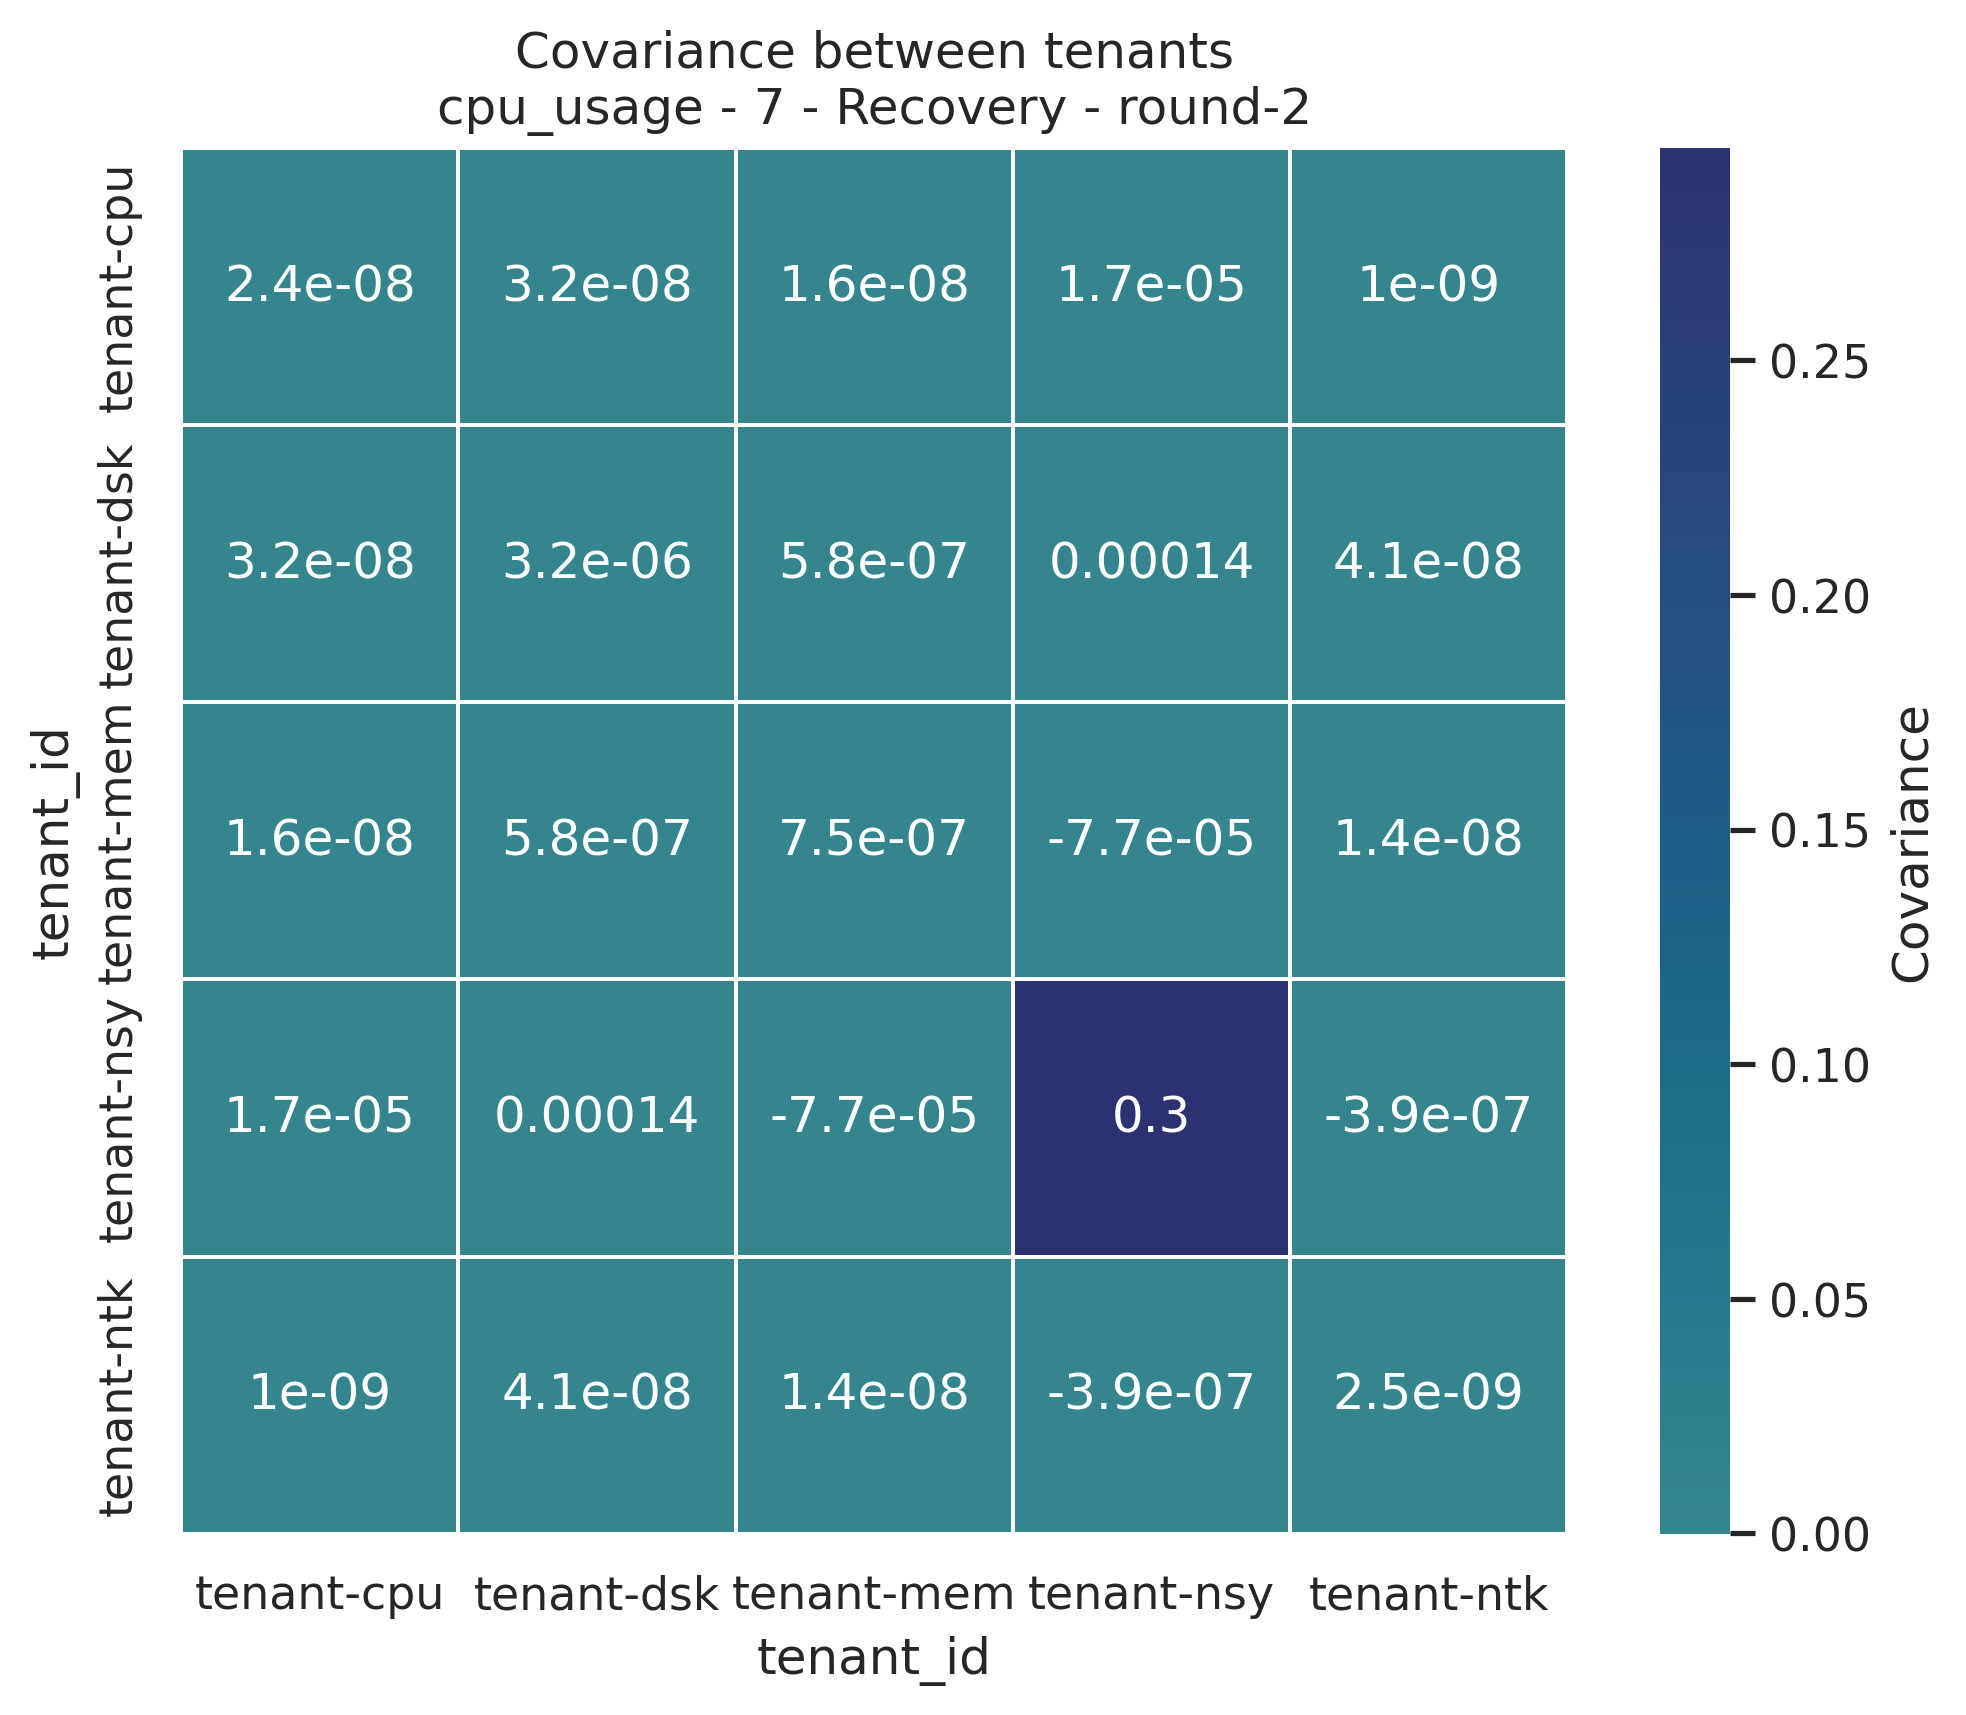 Covariance between tenants
cpu_usage - 7 - Recovery - round-2
tenant_id
tenant-cpu
2.4e-08 3.2e-08 1.6e-08 1.7e-05 1e-09
tenant-dsk
3.2e-08 3.2e-06 5.8e-07 0.00014 4.1e-08
tenant-mem
1.6e-08 5.8e-07 7.5e-07 -7.7e-05 1.4e-08
tenant-nsy
1.7e-05 0.00014 -7.7e-05 0.3 -3.9e-07
tenant-ntk
1e-09 4.1e-08 1.4e-08 -3.9e-07 2.5e-09
tenant-cpu tenant-dsk tenant-mem tenant-nsy tenant-ntk
tenant_id
0.25
0.20
0.15
0.10
0.05
0.00
Covariance